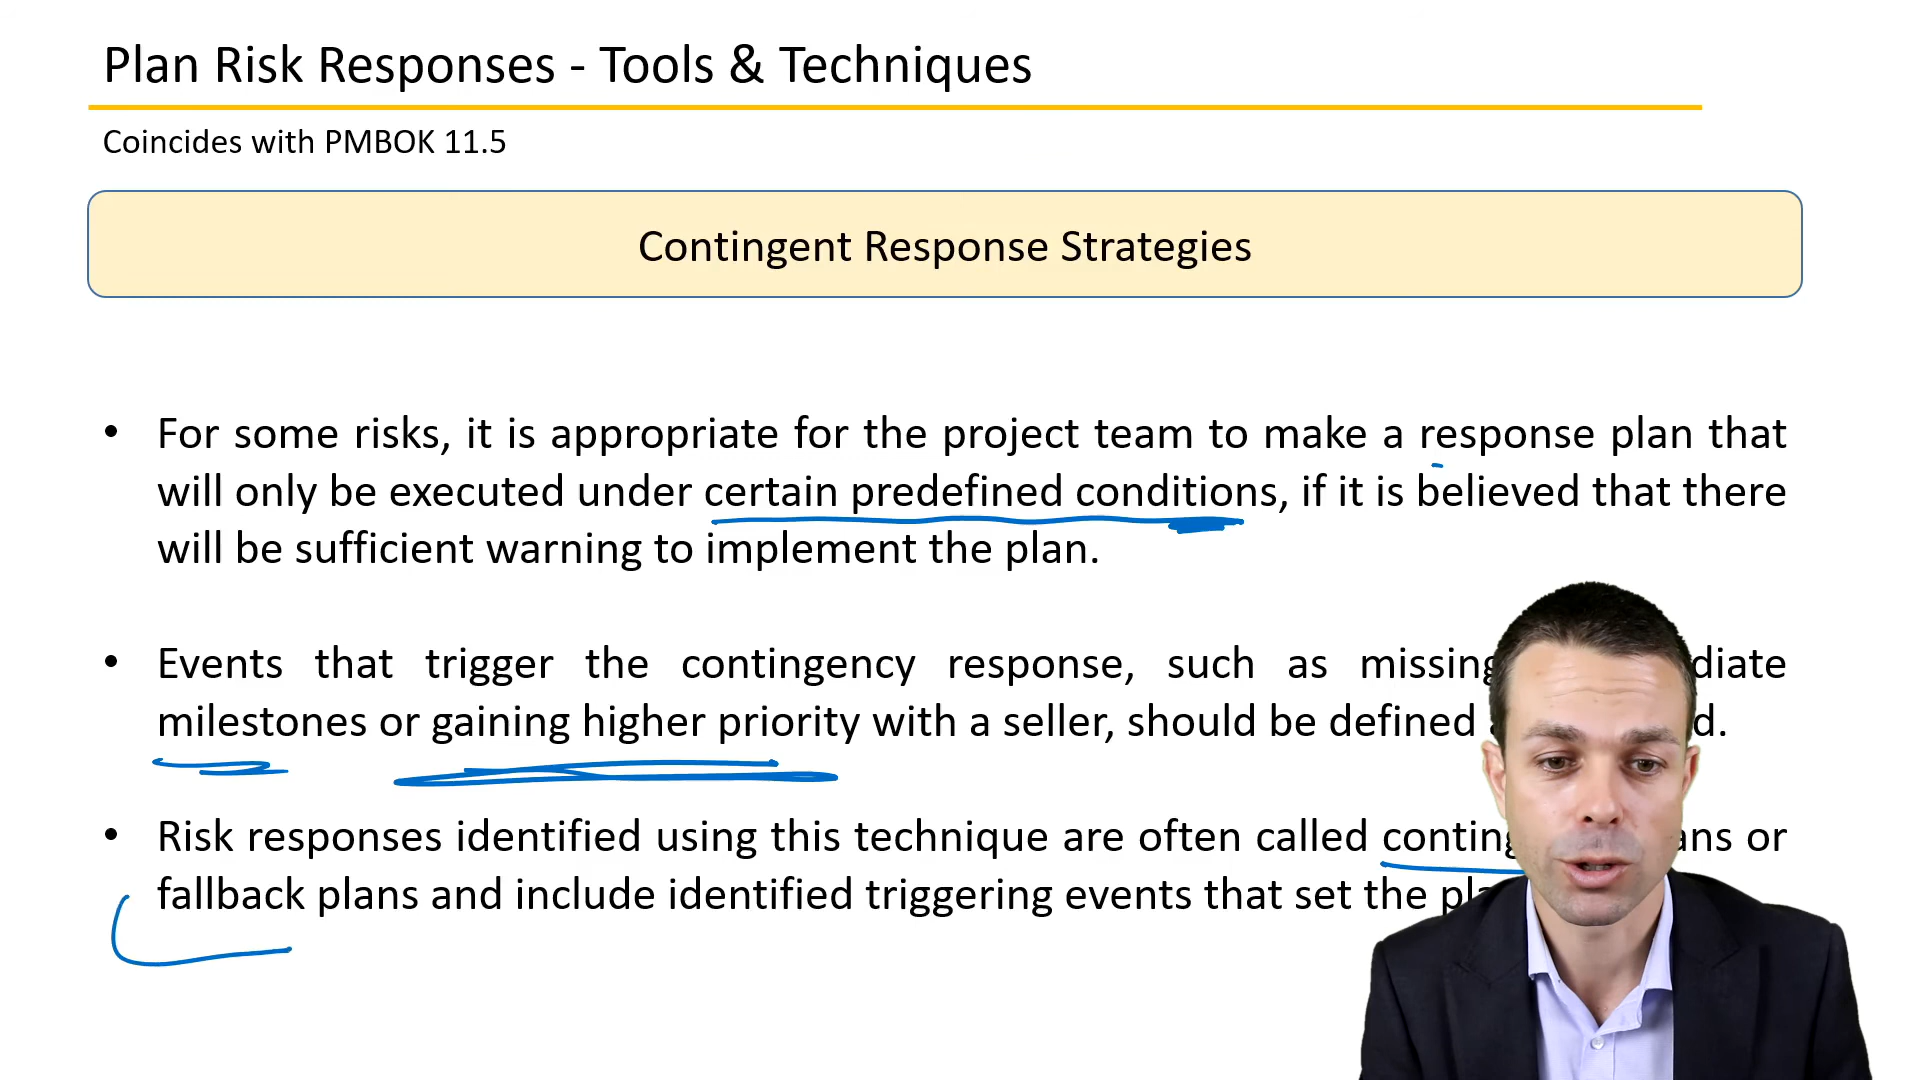 Plan Risk Responses - Tools & Techniques
Coincides with PMBOK 11.5
Contingent Response Strategies
• For some risks, it is appropriate for the project team to make a response plan that
will only be executed under certain predefined conditions, if it is believed that there
will be sufficient warning to implement the plan.
• Events that trigger the contingency response, such as missing
milestones or gaining higher priority with a seller, should be defined
• Risk responses identified using this technique are often called or
fallback plans and include identified triggering events that set the